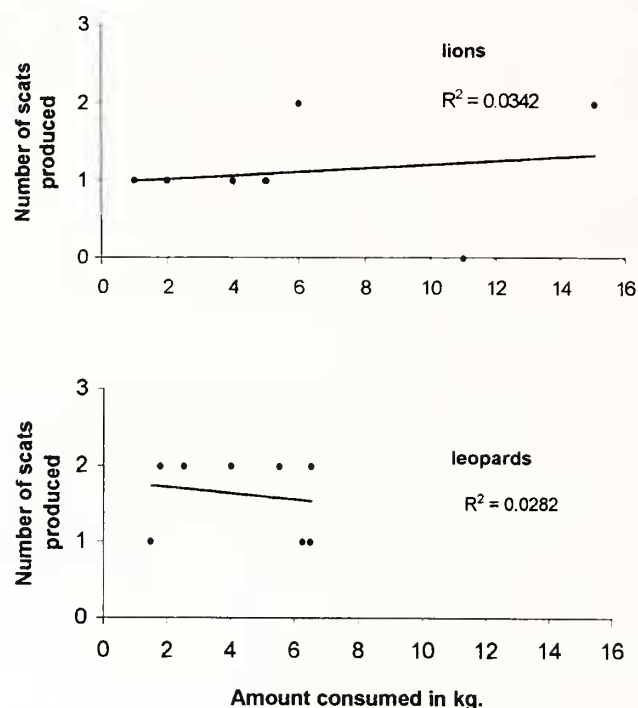 3
lions
R² = 0.0342
2
1
0
Number of scats
produced
0 2 4 6 8 10 12 14 16
3
leopards
2
R² = 0.0282
1
0
Number of scats
produced
0 2 4 6 8 10 12 14 16
Amount consumed in kg.